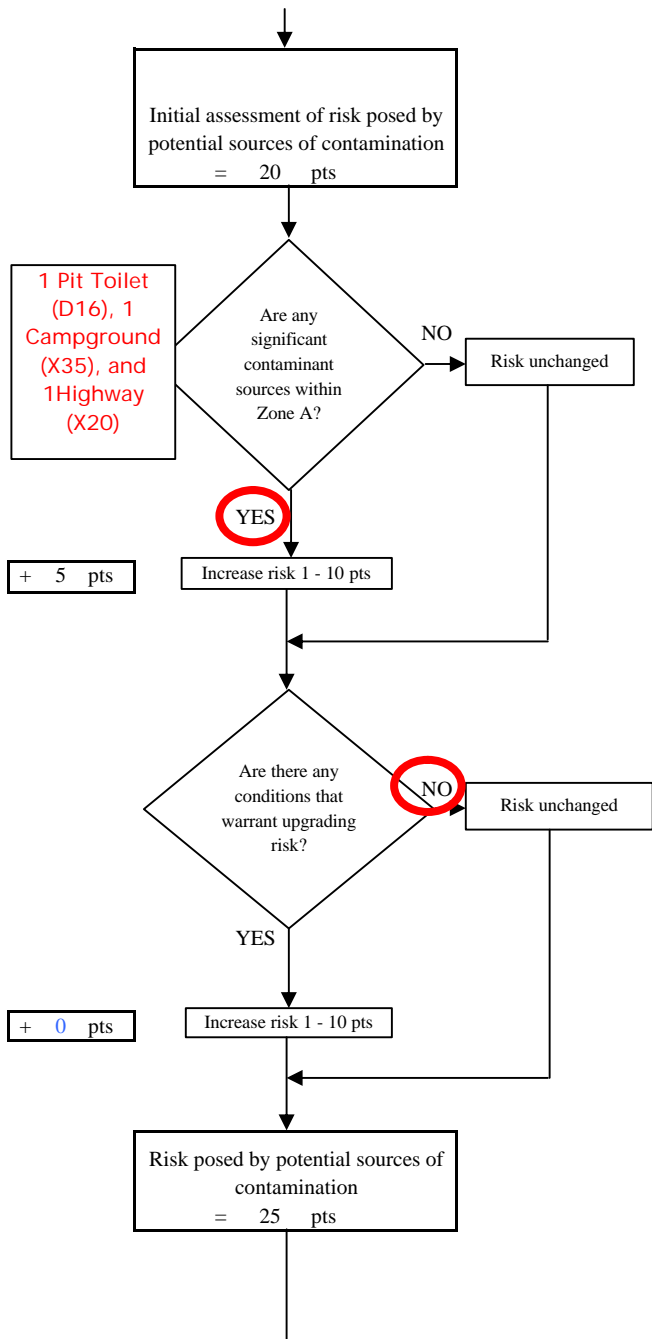 Initial assessment of risk posed by
potential sources of contamination
= 20 pts
1 Pit Toilet
(D16), 1
Campground
(X35), and
1Highway
(X20)
Are any
significant
contaminant
sources within
Zone A?
NO
Risk unchanged
YES
+ 5 pts
Increase risk 1 - 10 pts
Are there any
conditions that
warrant upgrading
risk?
NO
Risk unchanged
YES
+ 0 pts
Increase risk 1 - 10 pts
Risk posed by potential sources of
contamination
= 25 pts